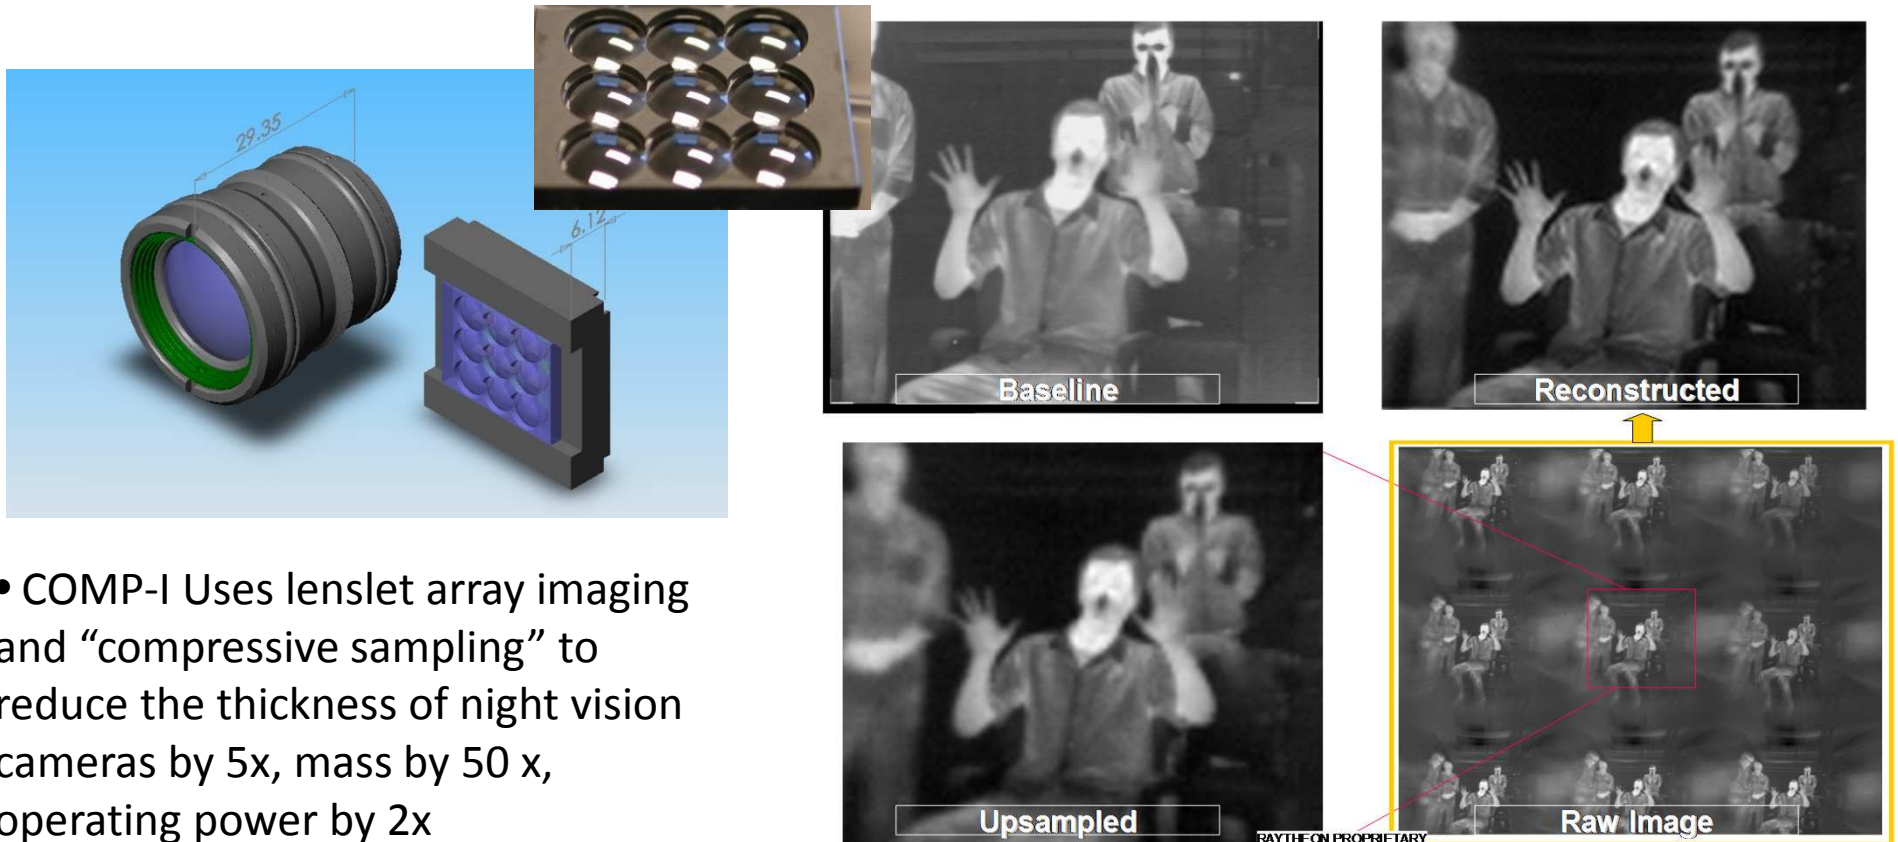 29.35
6.12
Baseline
Reconstructed
• COMP-I Uses lenslet array imaging
and “compressive sampling” to
reduce the thickness of night vision
cameras by 5x, mass by 50 x,
operating power by 2x
Upsampled
Raw Image
RAYTHEON PROPRIETARY